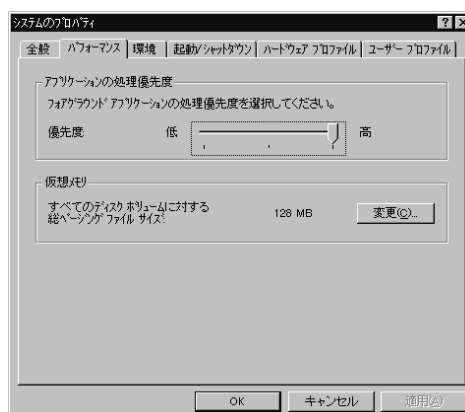 システムのプロパティ
全般 パフォーマンス 環境 起動/シャットダウン ハードウェア プロファイル ユーザー プロファイル
アプリケーションの処理優先度
フォアグラウンド アプリケーションの処理優先度を選択してください。
優先度 低 高
仮想メモリ
すべてのディスク ボリュームに対する
総ページング ファイル サイズ: 128 MB 変更(C)...
OK キャンセル 適用(A)